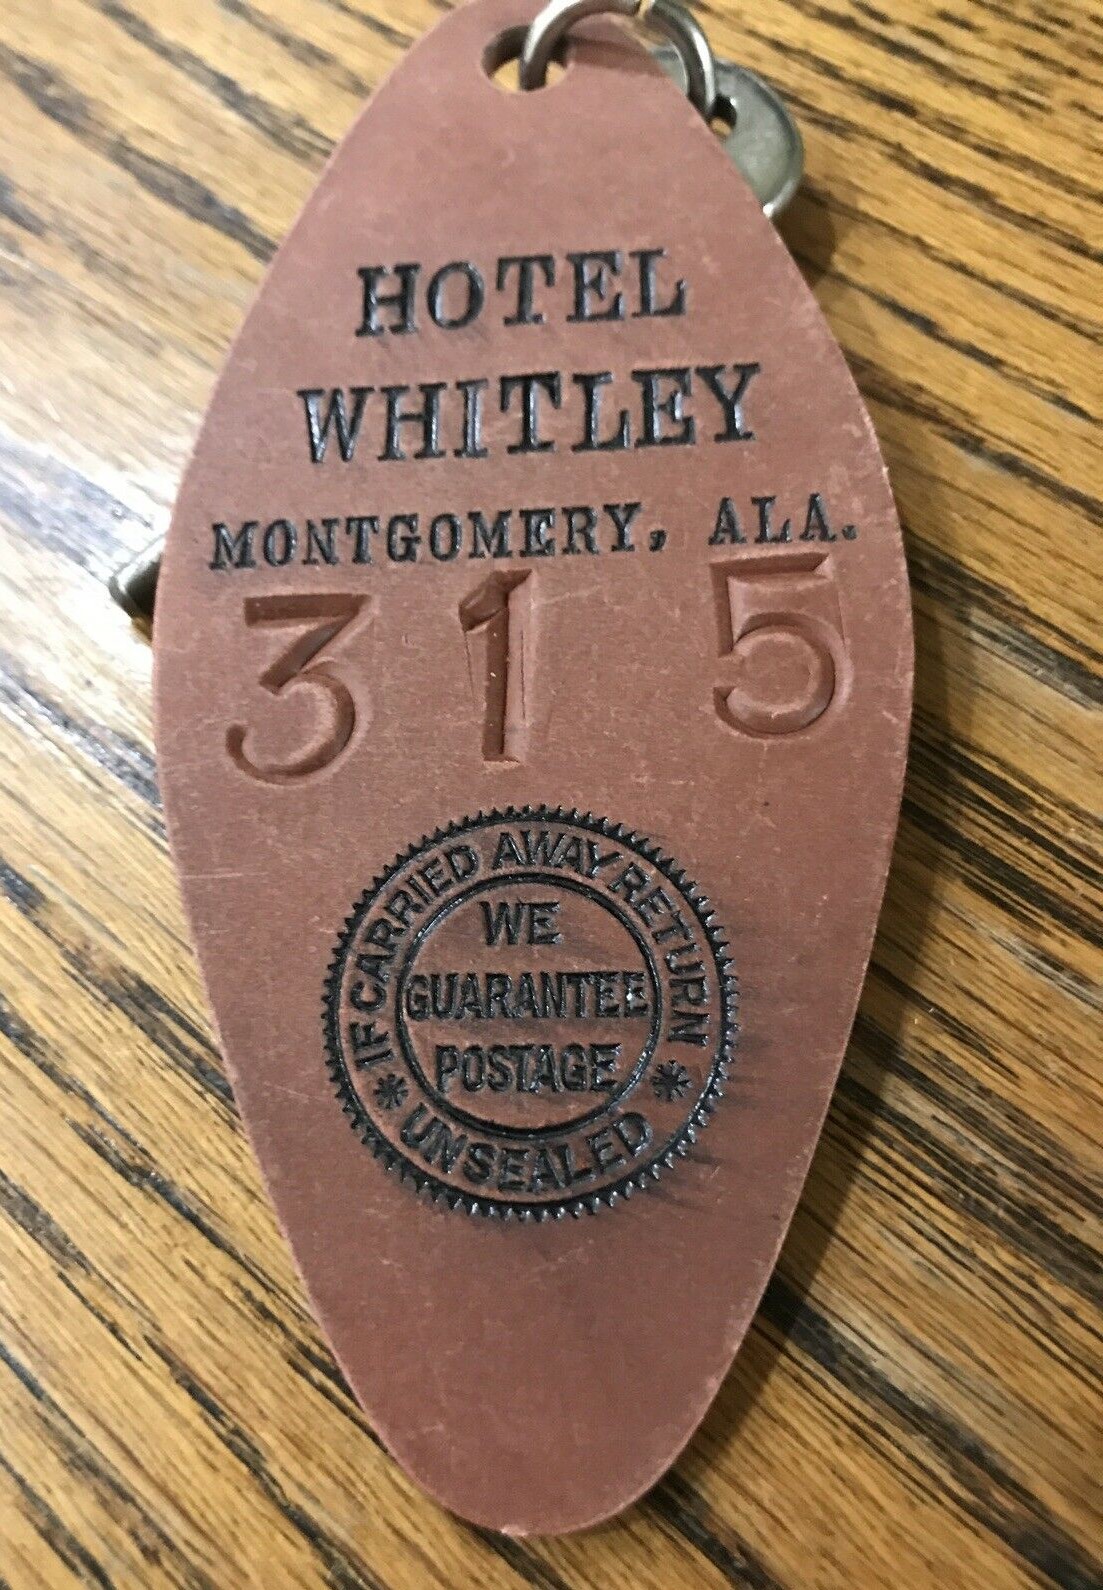 HOTEL
WHITLEY
MONTGOMERY, ALA.
315
IF CARRIED AWAY RETURN
WE
GUARANTEE
POSTAGE
* UNSEALED *